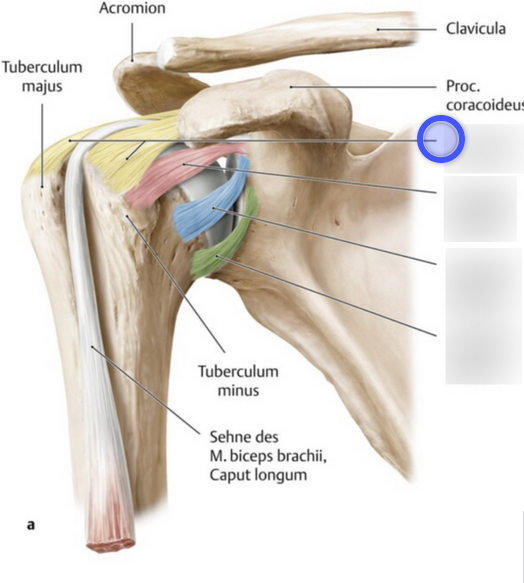 Acromion
Clavicula
Tuberculum
majus
Proc.
coracoideus
Tuberculum
minus
Sehne des
M. biceps brachii,
Caput longum
a